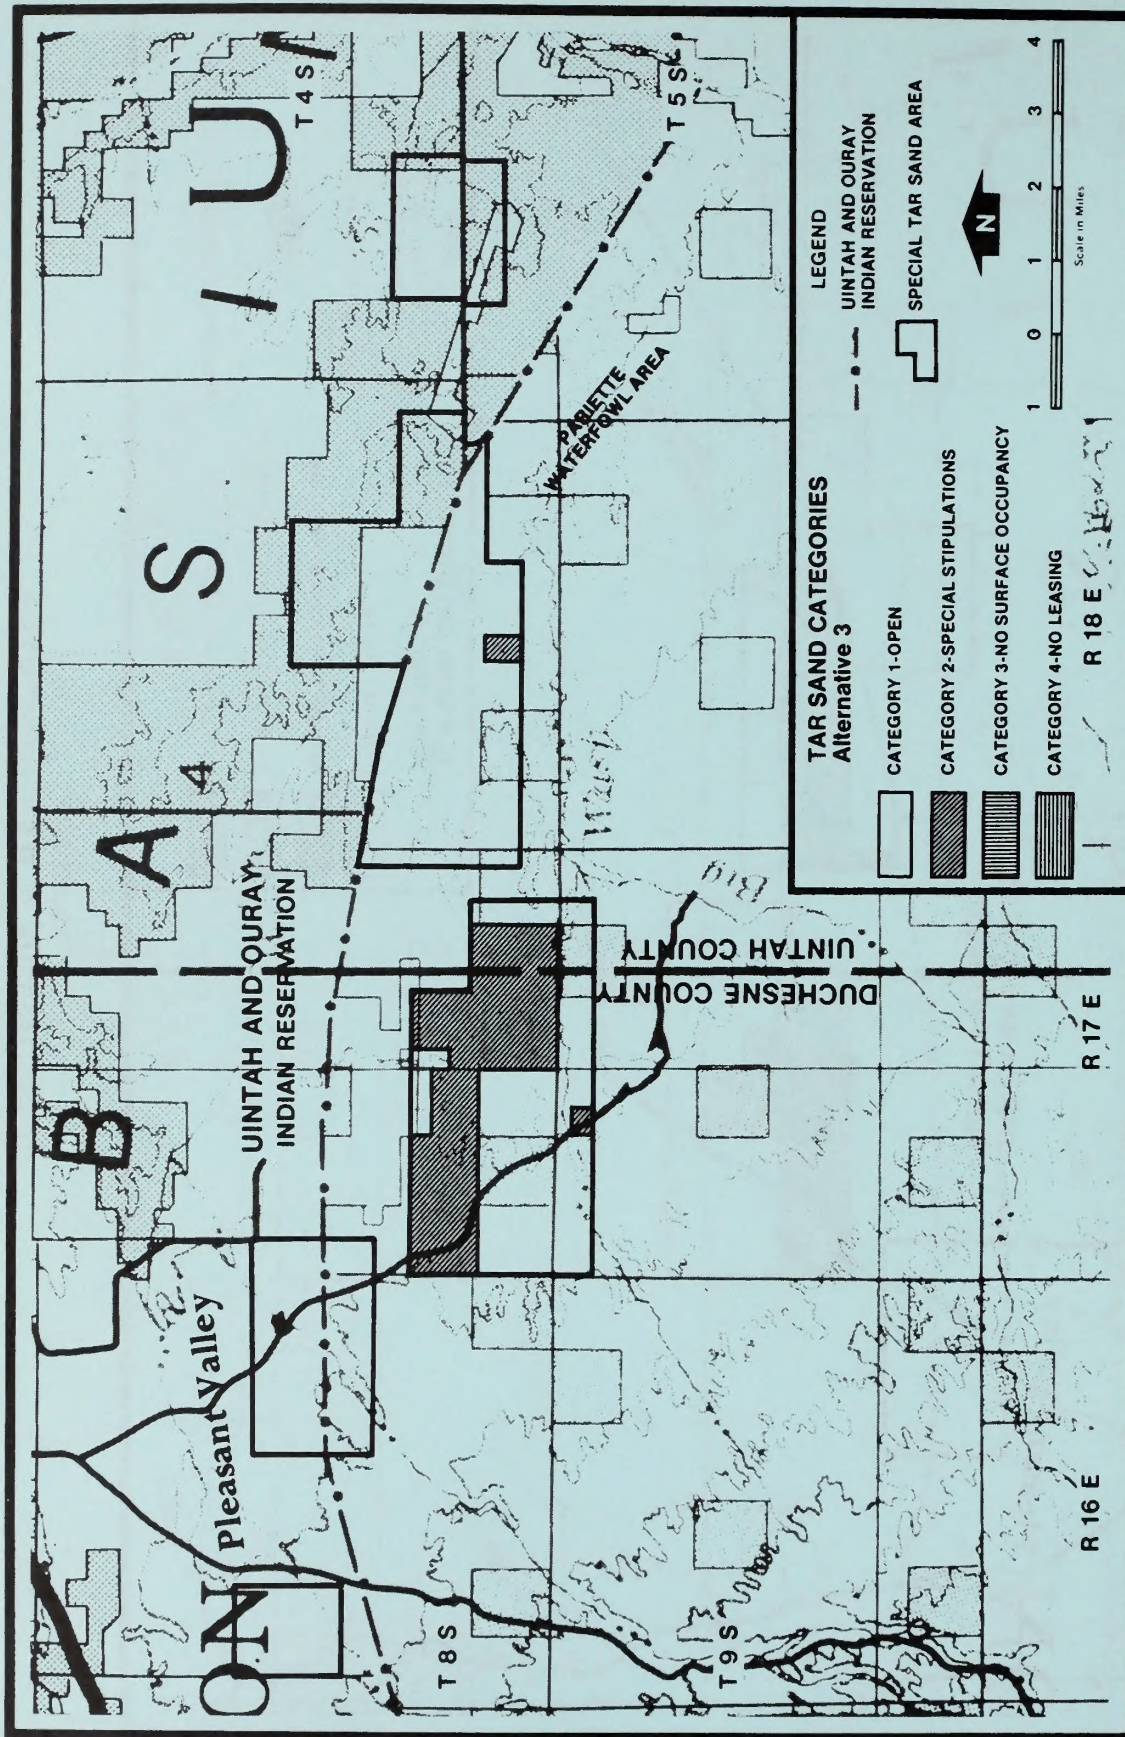 U
I
S
A
B
T 4 S
4
UINTAH AND OURAY
INDIAN RESERVATION
Pleasant Valley
ON
T 5 S
PARIETTE
WATERFOWL AREA
Big
Wash
UINTAH COUNTY
DUCHESNE COUNTY
T 8 S
T 9 S
R 16 E
R 17 E
R 18 E
TAR SAND CATEGORIES
Alternative 3
CATEGORY 1-OPEN
CATEGORY 2-SPECIAL STIPULATIONS
CATEGORY 3-NO SURFACE OCCUPANCY
CATEGORY 4-NO LEASING
LEGEND
UINTAH AND OURAY
INDIAN RESERVATION
SPECIAL TAR SAND AREA
N
1 0 1 2 3 4
Scale in Miles